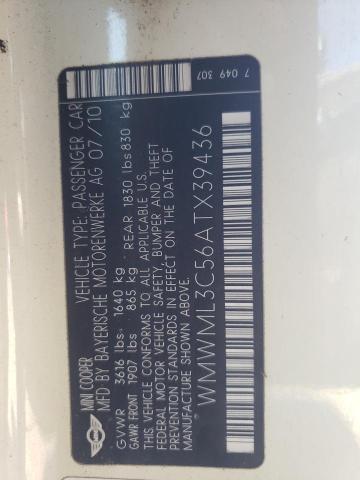 MINI COOPER
VEHICLE TYPE: PASSENGER CAR
MFD BY BAYERISCHE MOTORENWERKE AG 07/10
GVWR 3616 lbs 1640 kg
GAWR FRONT 1907 lbs 865 kg REAR 1830 lbs 830 kg
THIS VEHICLE CONFORMS TO ALL APPLICABLE U.S.
FEDERAL MOTOR VEHICLE SAFETY, BUMPER AND THEFT
PREVENTION STANDARDS IN EFFECT ON THE DATE OF
MANUFACTURE SHOWN ABOVE.
WMWML3C56ATX39436
7 049 307